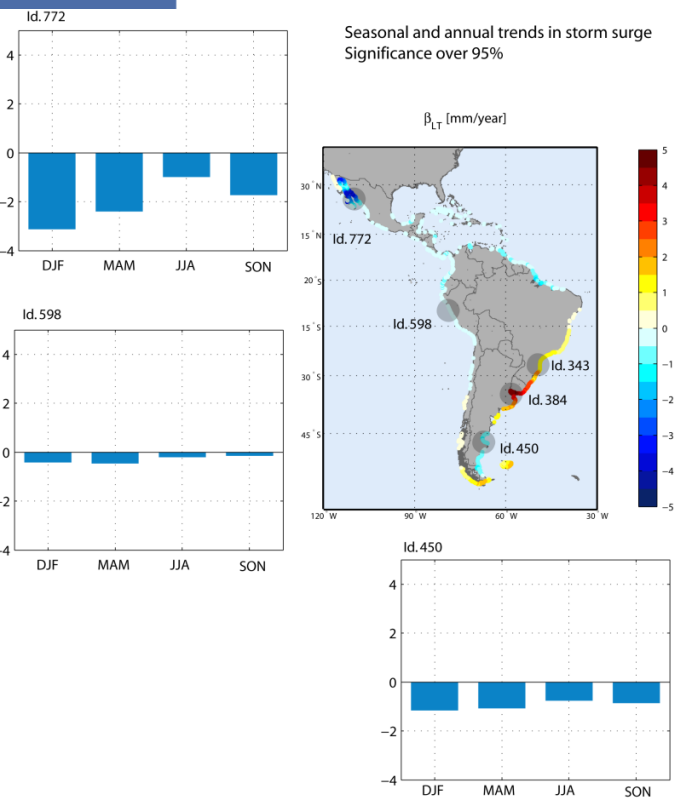 Id.772
Seasonal and annual trends in storm surge
Significance over 95%
4
2
0
−2
−4
DJF MAM JJA SON
β_LT [mm/year]
30°N
15°N
20°S
15°S
30°S
45°S
120 W 90 W 60 W 30 W
Id.772
Id.598
Id.343
Id.384
Id.450
5
4
3
2
1
0
−1
−2
−3
−4
−5
Id.598
4
2
0
−2
−4
DJF MAM JJA SON
Id.450
4
2
0
−2
−4
DJF MAM JJA SON